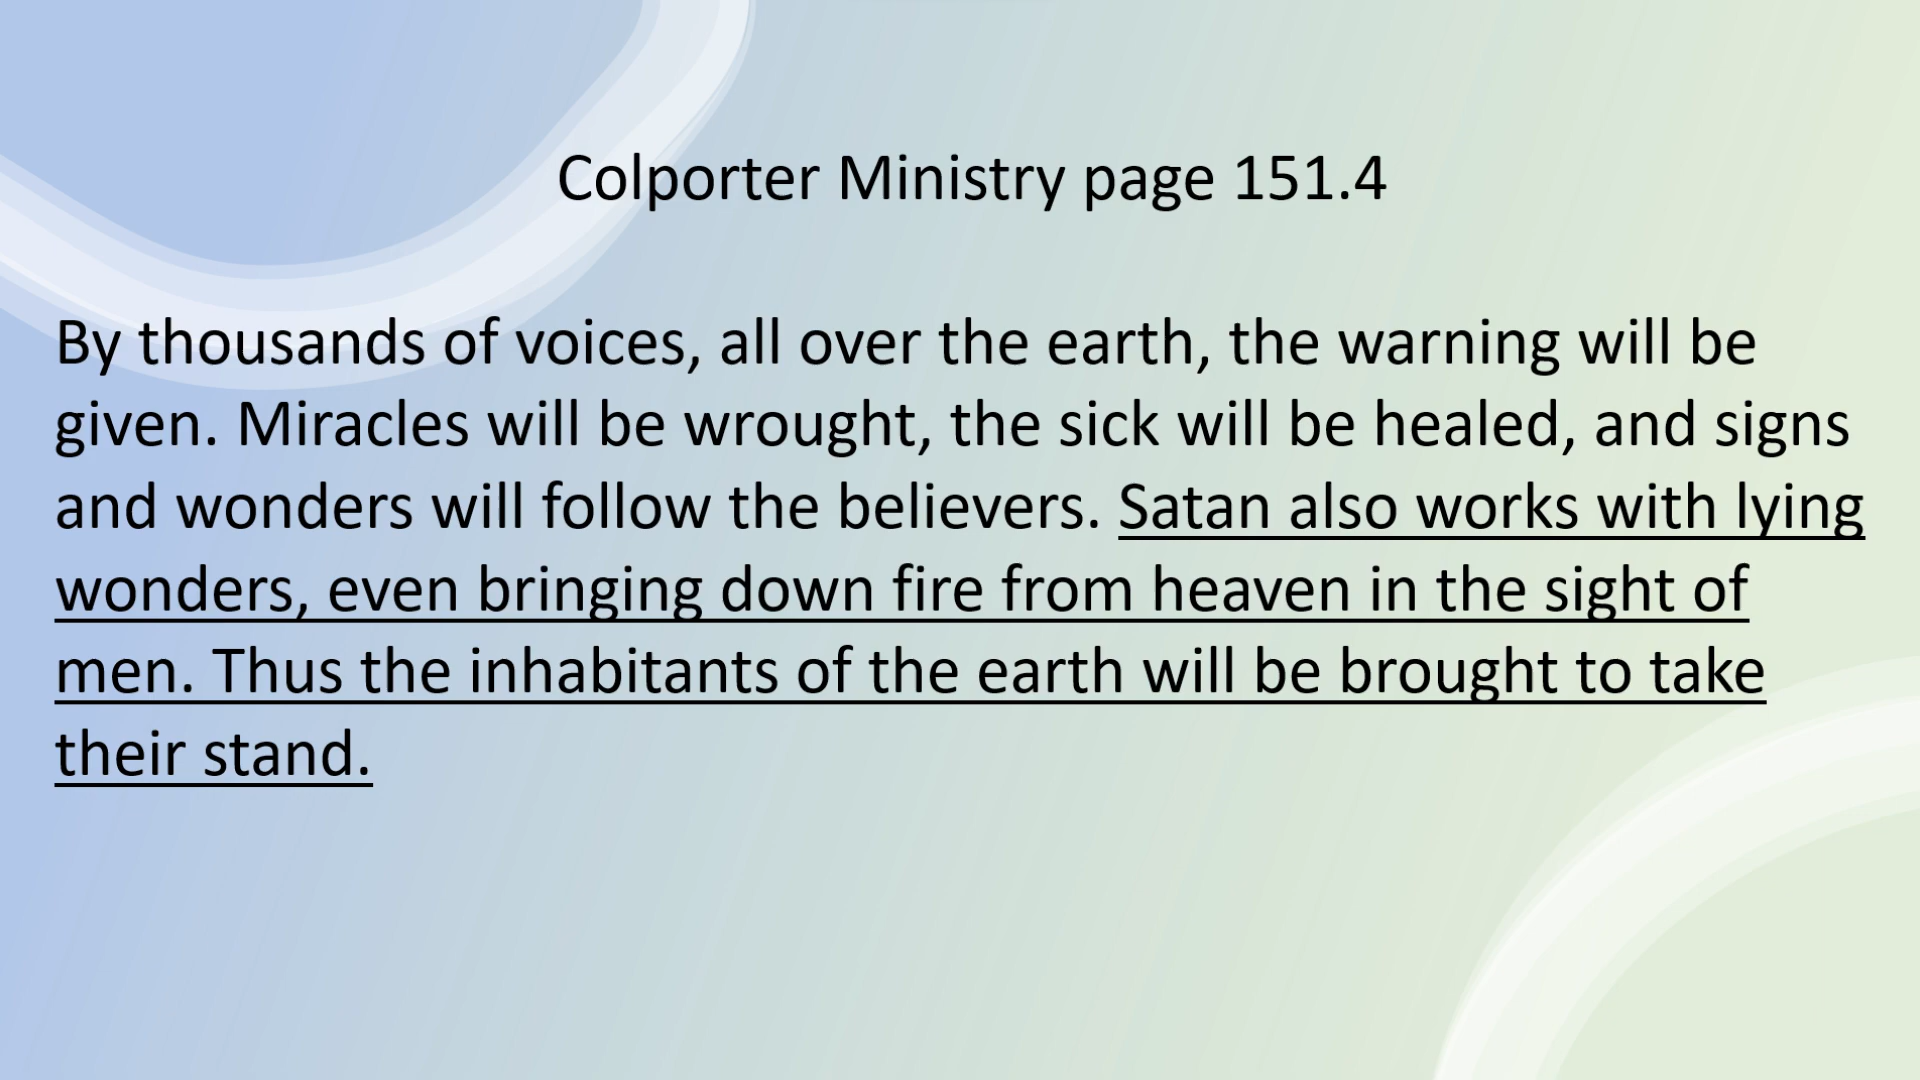 Colporter Ministry page 151.4
By thousands of voices, all over the earth, the warning will be
given. Miracles will be wrought, the sick will be healed, and signs
and wonders will follow the believers. Satan also works with lying
wonders, even bringing down fire from heaven in the sight of
men. Thus the inhabitants of the earth will be brought to take
their stand.